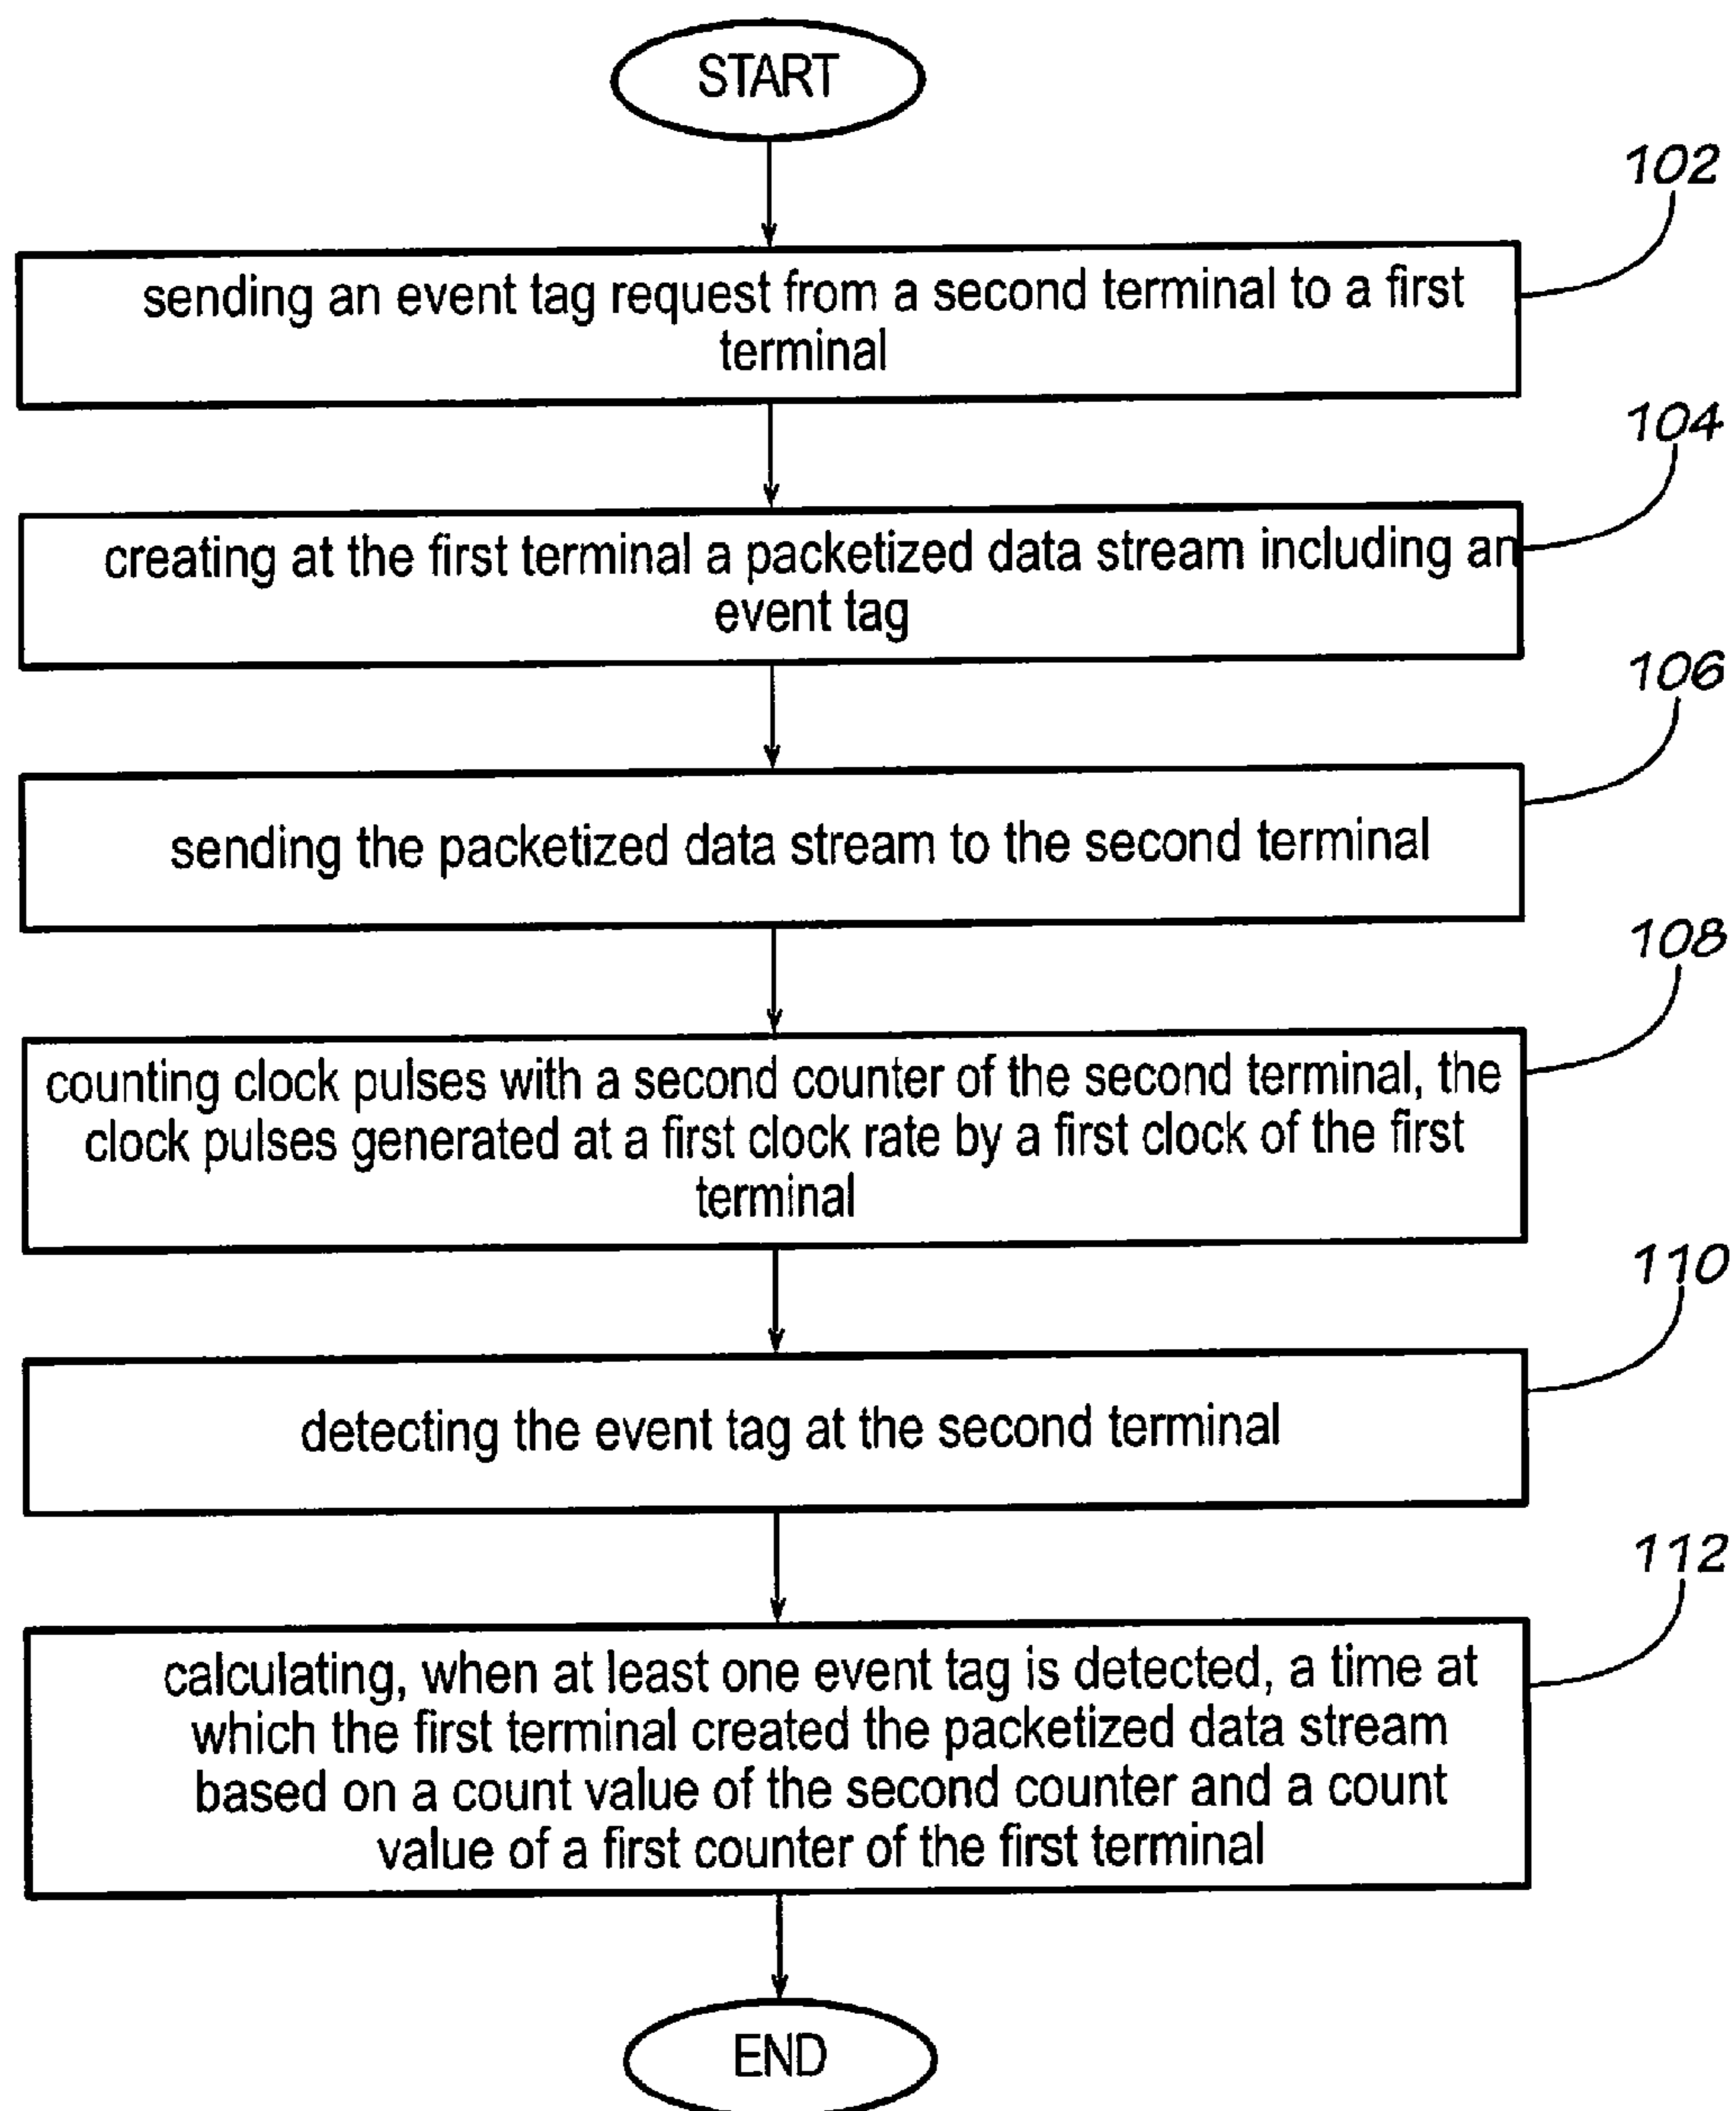 START
102
sending an event tag request from a second terminal to a first
terminal
104
creating at the first terminal a packetized data stream including an
event tag
106
sending the packetized data stream to the second terminal
108
counting clock pulses with a second counter of the second terminal, the
clock pulses generated at a first clock rate by a first clock of the first
terminal
110
detecting the event tag at the second terminal
112
calculating, when at least one event tag is detected, a time at
which the first terminal created the packetized data stream
based on a count value of the second counter and a count
value of a first counter of the first terminal
END